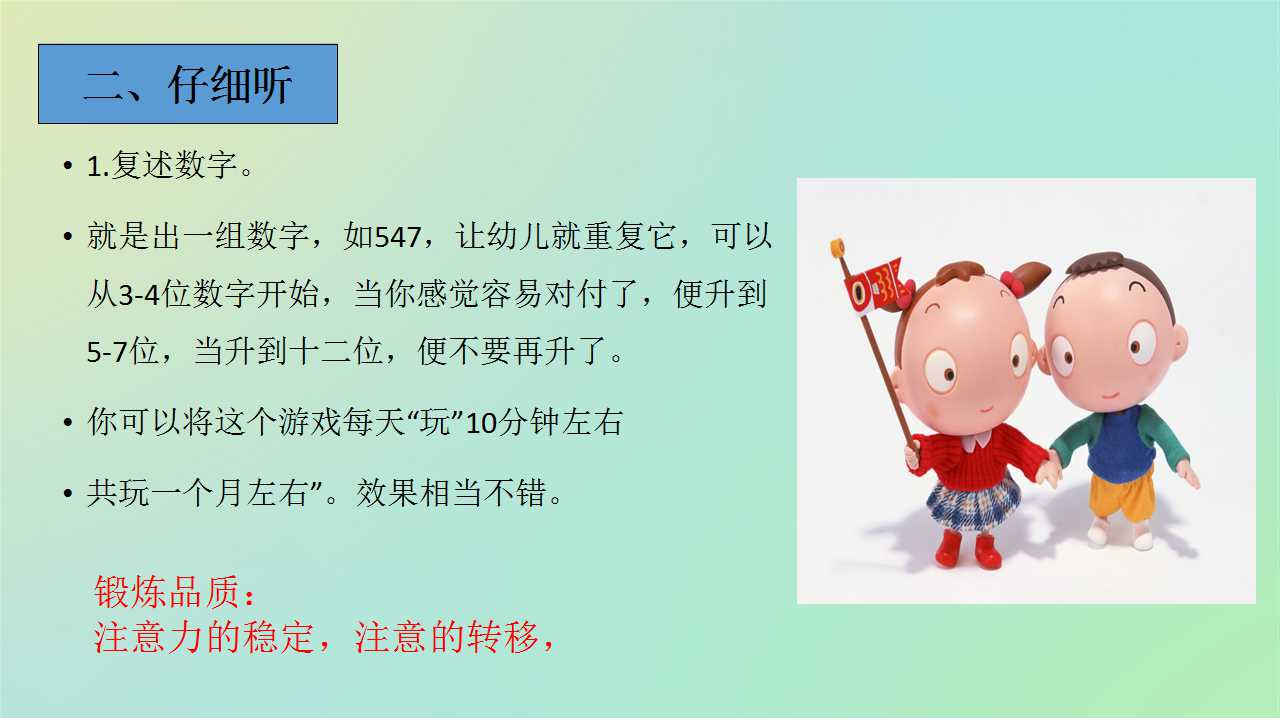 二、仔细听
• 1.复述数字。
• 就是出一组数字，如547，让幼儿就重复它，可以
从3-4位数字开始，当你感觉容易对付了，便升到
5-7位，当升到十二位，便不要再升了。
• 你可以将这个游戏每天“玩”10分钟左右
• 共玩一个月左右”。效果相当不错。
锻炼品质：
注意力的稳定，注意的转移，